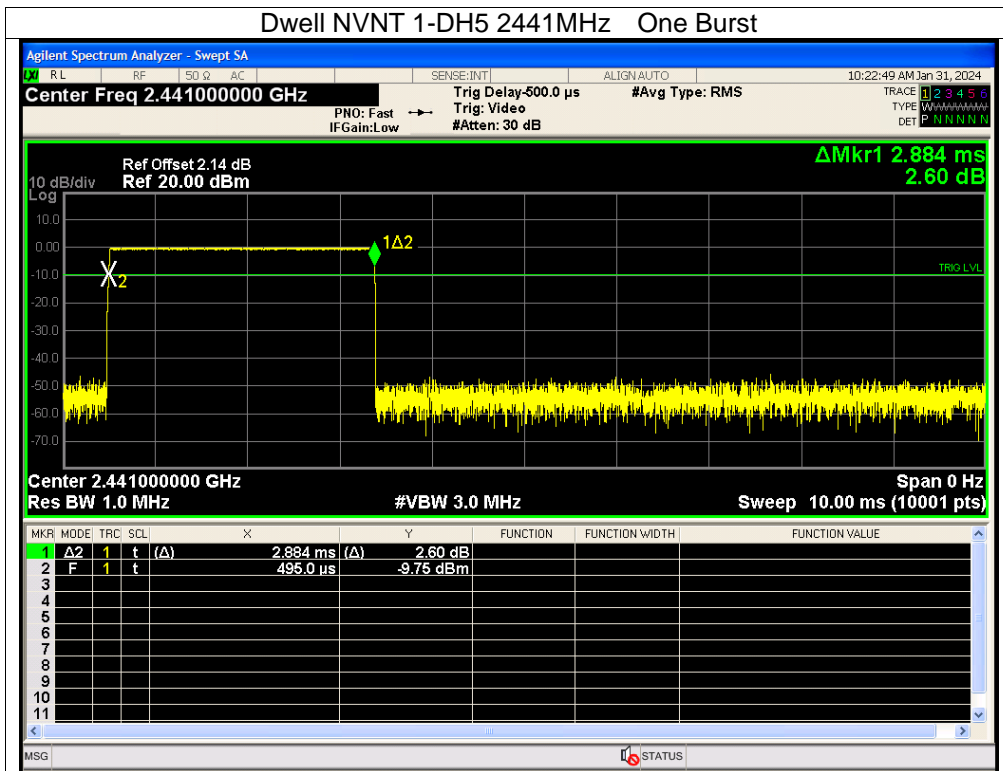 Dwell NVNT 1-DH5 2441MHz One Burst
Agilent Spectrum Analyzer - Swept SA
LXI RL RF 50 Ω AC SENSE:INT ALIGN AUTO 10:22:49 AM Jan 31, 2024
Center Freq 2.441000000 GHz Trig Delay-500.0 µs #Avg Type: RMS TRACE 1 2 3 4 5 6
PNO: Fast Trig: Video TYPE WWWWWW
IFGain:Low #Atten: 30 dB DET P N N N N N
ΔMkr1 2.884 ms
2.60 dB
Ref Offset 2.14 dB
10 dB/div Ref 20.00 dBm
Log
10.0
0.00
1Δ2
-10.0
X2
TRIG LVL
-20.0
-30.0
-40.0
-50.0
-60.0
-70.0
Center 2.441000000 GHz Span 0 Hz
Res BW 1.0 MHz #VBW 3.0 MHz Sweep 10.00 ms (10001 pts)
MKR MODE TRC SCL X Y FUNCTION FUNCTION WIDTH FUNCTION VALUE
1 Δ2 1 t (Δ) 2.884 ms (Δ) 2.60 dB
2 F 1 t 495.0 µs -9.75 dBm
3
4
5
6
7
8
9
10
11
MSG STATUS